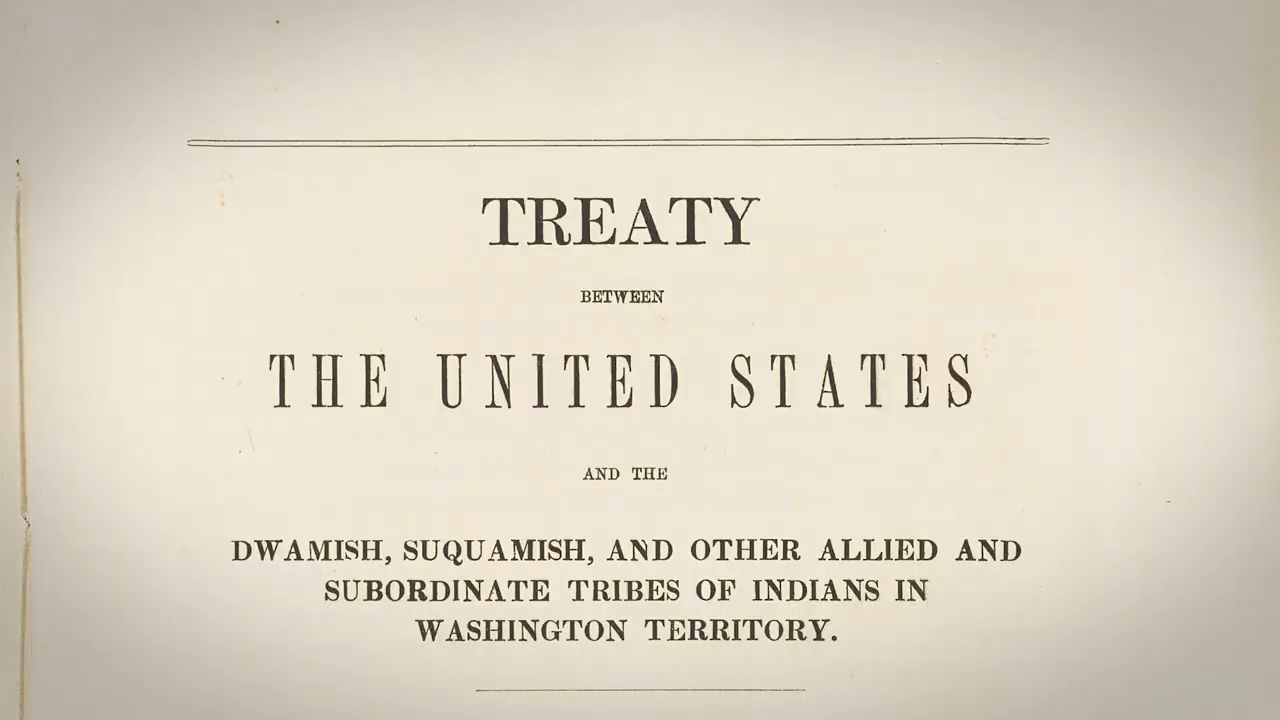 TREATY
BETWEEN
THE UNITED STATES
AND THE
DWAMISH, SUQUAMISH, AND OTHER ALLIED AND
SUBORDINATE TRIBES OF INDIANS IN
WASHINGTON TERRITORY.